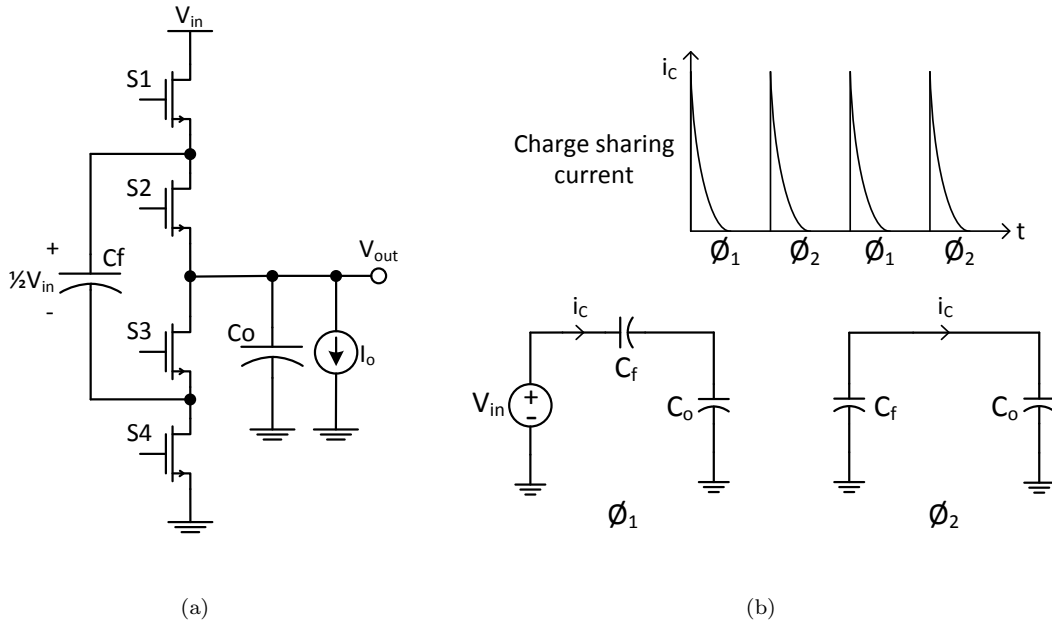 Vin
S1
S2
Cf
+
½Vin
-
Vout
S3
Co
Io
S4
(a)
iC
Charge sharing
current
t
Ø1 Ø2 Ø1 Ø2
iC
Cf
Vin
+
-
Co
Ø1
iC
Cf
Co
Ø2
(b)